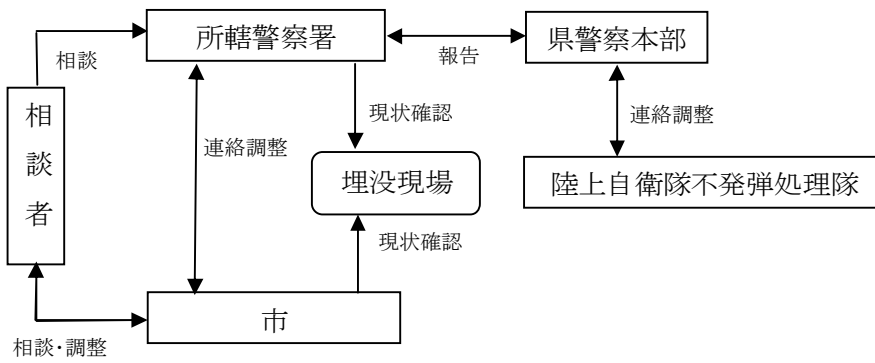 所轄警察署
県警察本部
相談
報告
相談者
現状確認
連絡調整
連絡調整
埋没現場
陸上自衛隊不発弾処理隊
現状確認
市
相談・調整